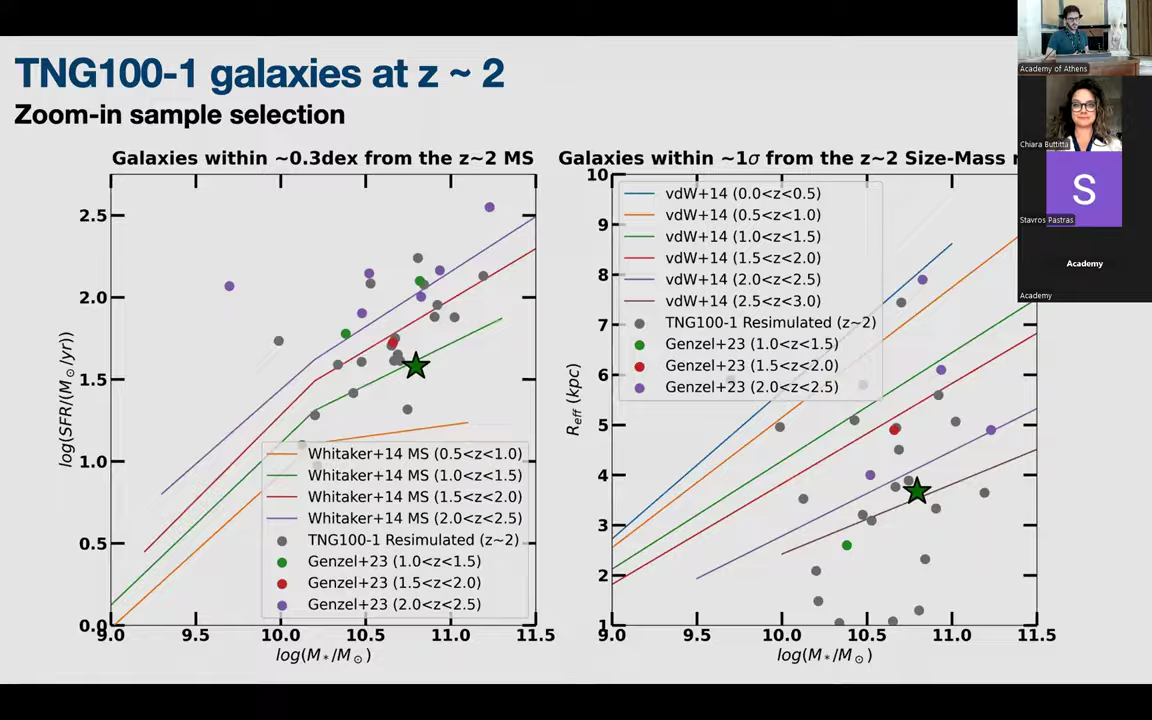 TNG100-1 galaxies at z ~ 2
Zoom-in sample selection
Galaxies within ~0.3dex from the z~2 MS
2.5
2.0
1.5
1.0
0.5
0.0
log(SFR/(M☉/yr)
9.0 9.5 10.0 10.5 11.0 11.5
log(M*/M☉)
Whitaker+14 MS (0.5<z<1.0)
Whitaker+14 MS (1.0<z<1.5)
Whitaker+14 MS (1.5<z<2.0)
Whitaker+14 MS (2.0<z<2.5)
TNG100-1 Resimulated (z~2)
Genzel+23 (1.0<z<1.5)
Genzel+23 (1.5<z<2.0)
Genzel+23 (2.0<z<2.5)
Galaxies within ~1σ from the z~2 Size-Mass
10
9
8
7
6
5
4
3
2
1
R_eff (kpc)
9.0 9.5 10.0 10.5 11.0 11.5
log(M*/M☉)
vdW+14 (0.0<z<0.5)
vdW+14 (0.5<z<1.0)
vdW+14 (1.0<z<1.5)
vdW+14 (1.5<z<2.0)
vdW+14 (2.0<z<2.5)
vdW+14 (2.5<z<3.0)
TNG100-1 Resimulated (z~2)
Genzel+23 (1.0<z<1.5)
Genzel+23 (1.5<z<2.0)
Genzel+23 (2.0<z<2.5)
Academy of Athens
Chiara Buttitta
S
Stavros Pastras
Academy
Academy